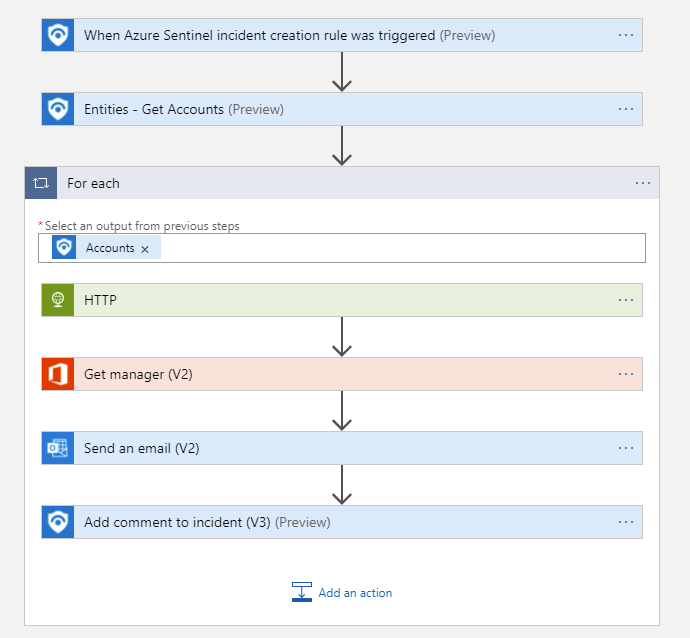 When Azure Sentinel incident creation rule was triggered (Preview)
Entities - Get Accounts (Preview)
For each
*Select an output from previous steps
Accounts ×
HTTP
Get manager (V2)
Send an email (V2)
Add comment to incident (V3) (Preview)
Add an action